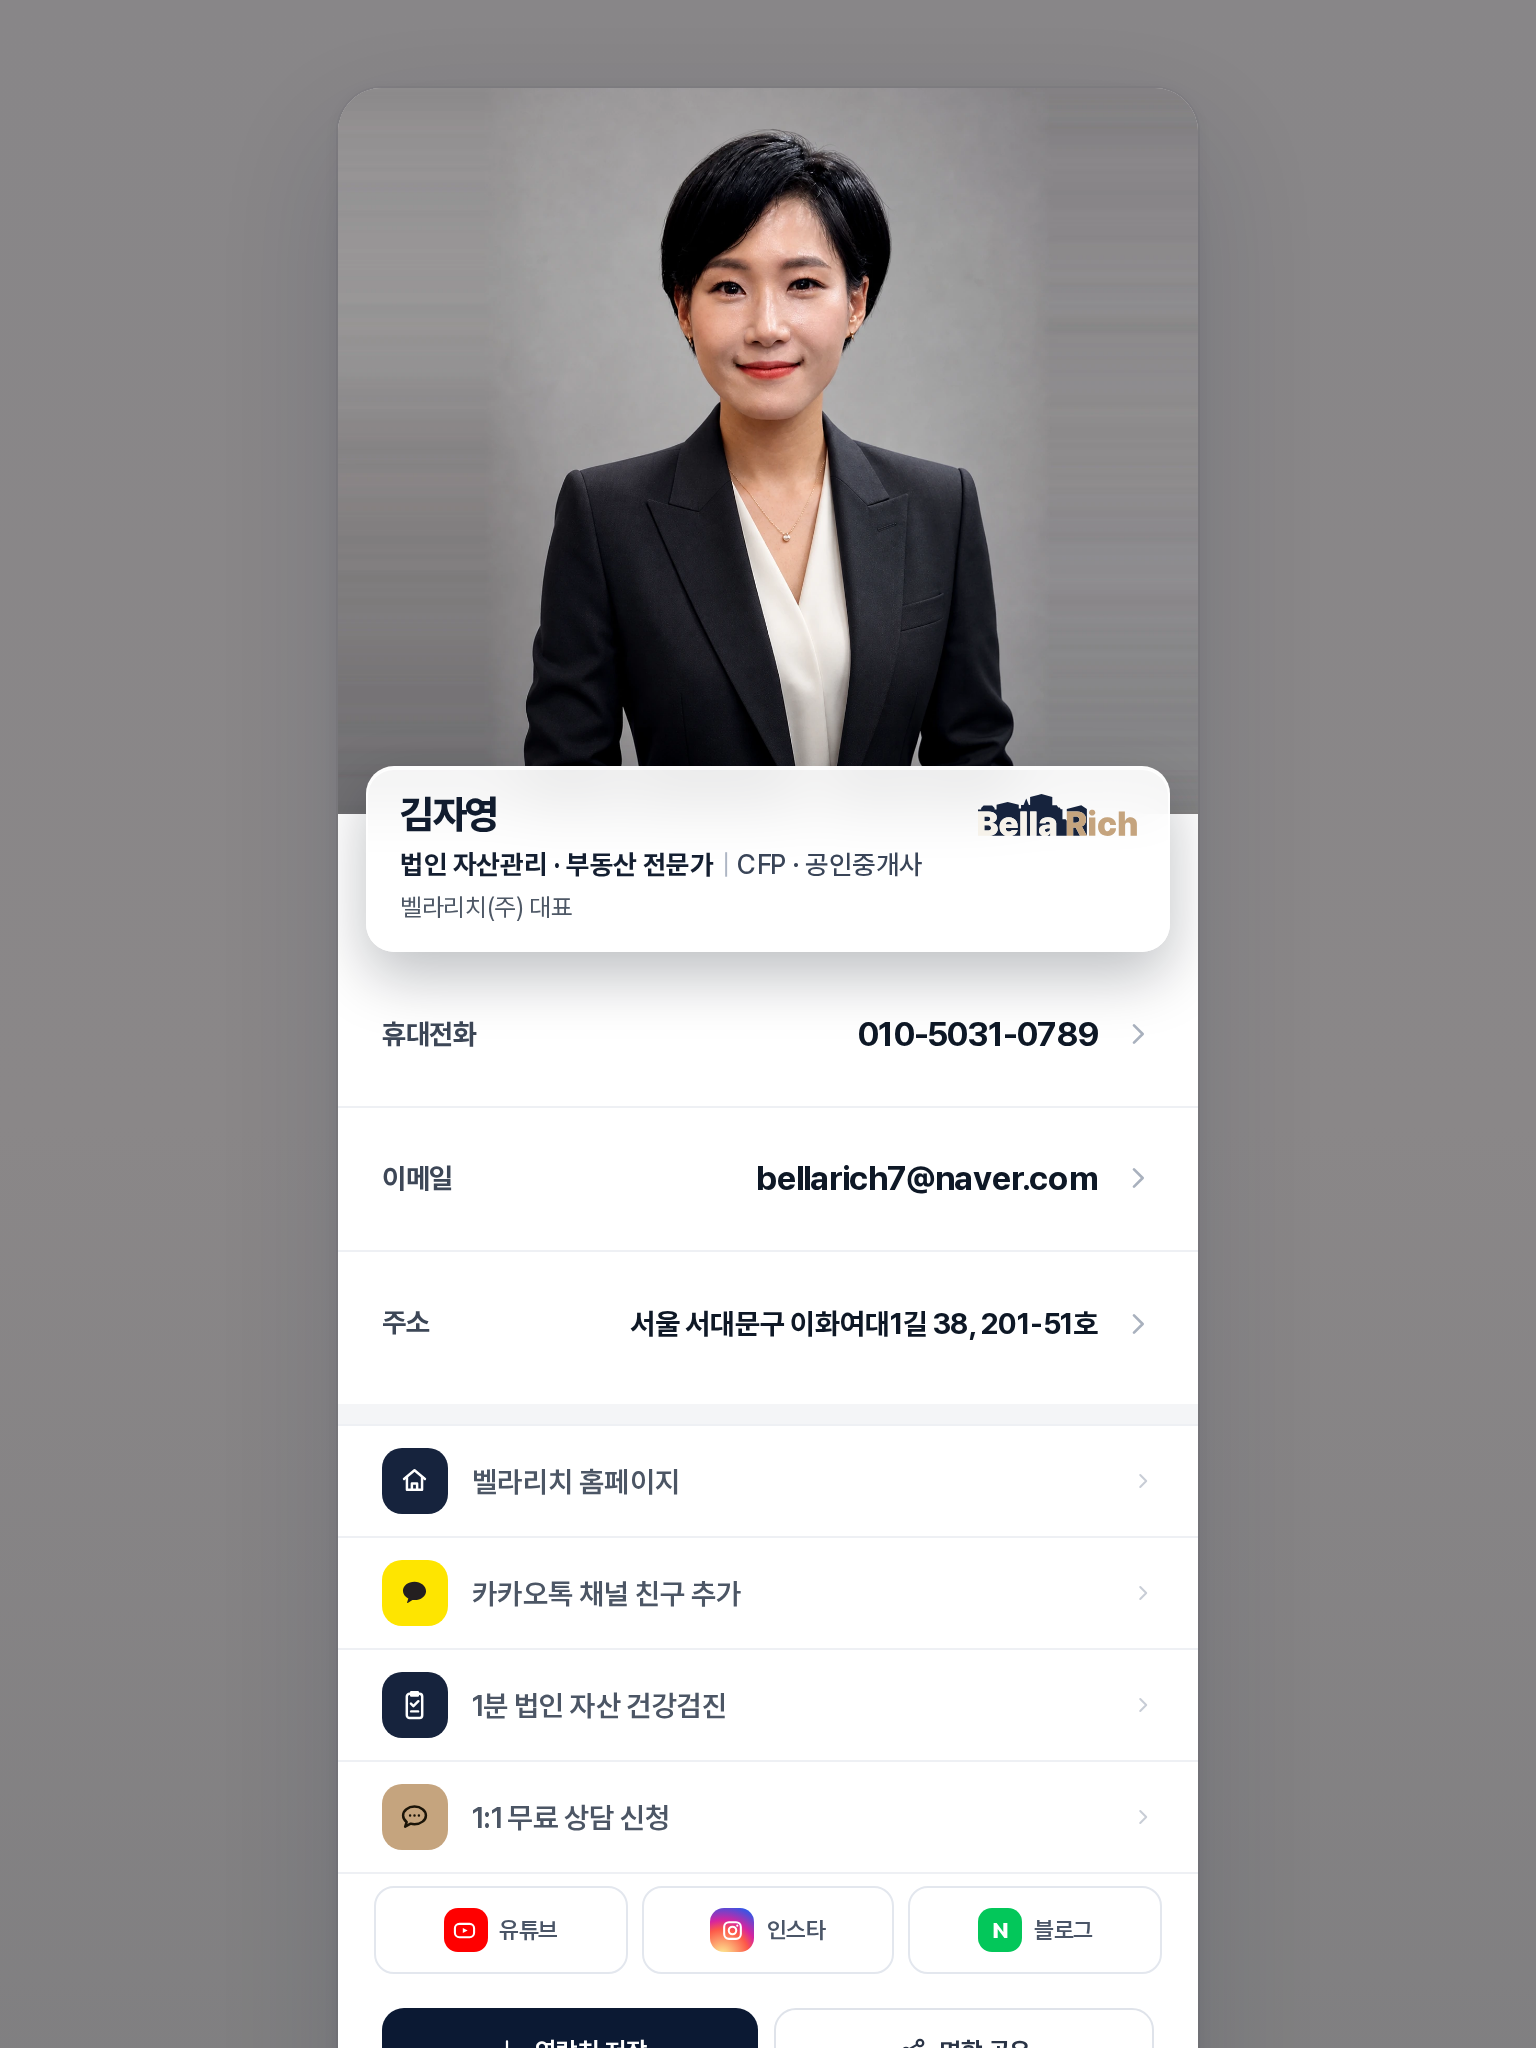 김자영
BellaRich
법인 자산관리 · 부동산 전문가 | CFP · 공인중개사
벨라리치(주) 대표
휴대전화 010-5031-0789
이메일 bellarich7@naver.com
주소 서울 서대문구 이화여대1길 38, 201-51호
벨라리치 홈페이지
카카오톡 채널 친구 추가
1분 법인 자산 건강검진
1:1 무료 상담 신청
유튜브 인스타 N 블로그